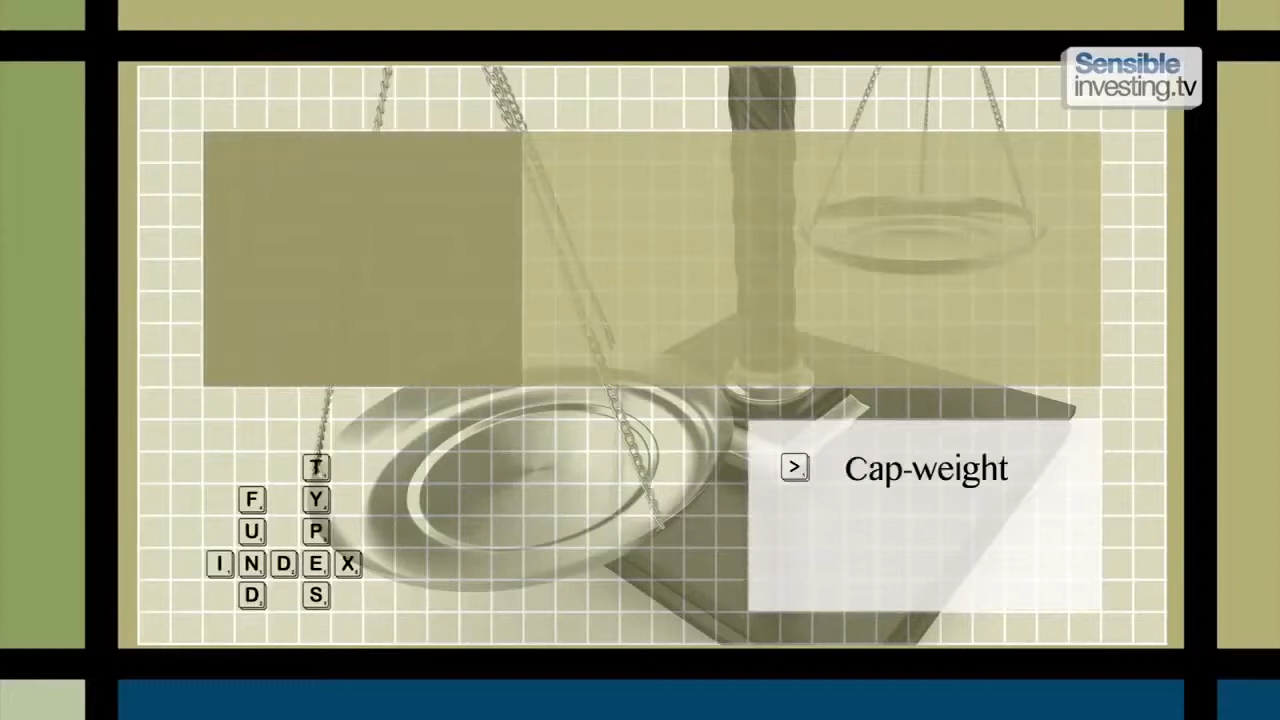 Sensible
investing.tv
> Cap-weight
TYPES
FUND
INDEX